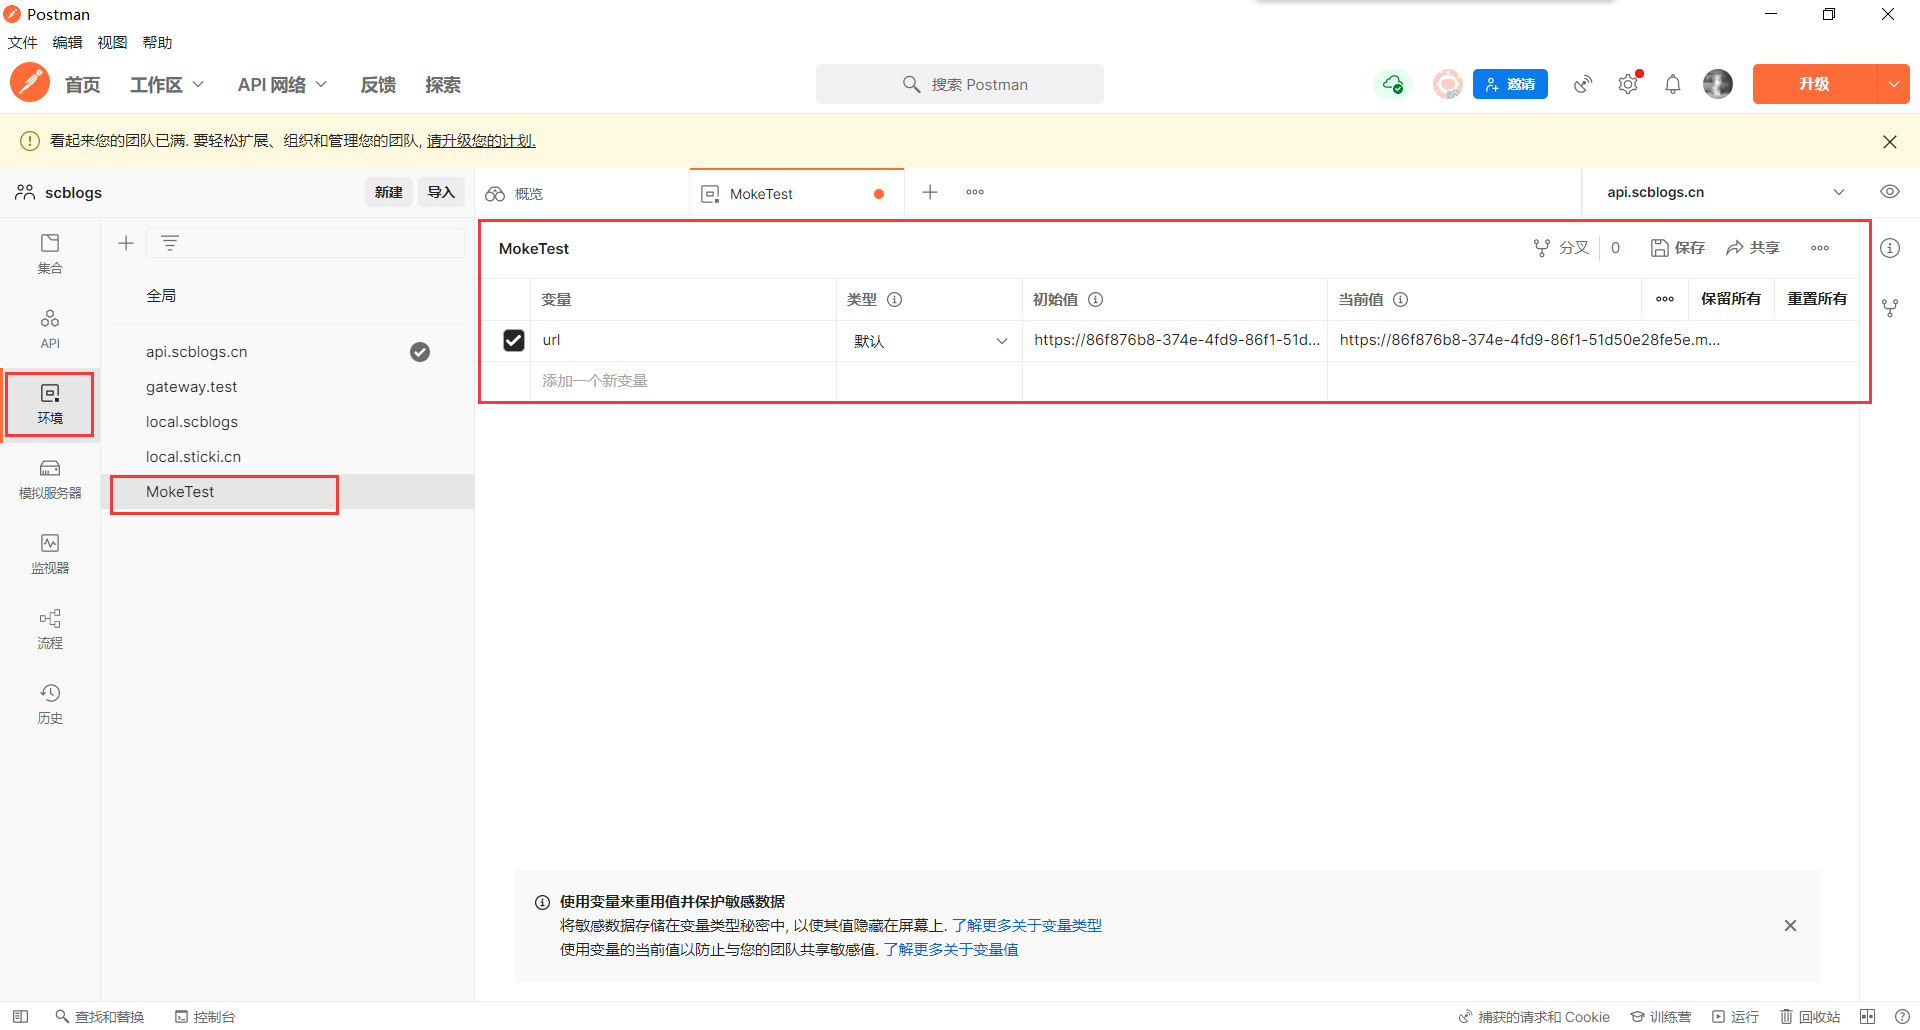 Postman
文件 编辑 视图 帮助
首页 工作区 API 网络 反馈 探索 搜索 Postman 邀请 升级
看起来您的团队已满. 要轻松扩展、组织和管理您的团队, 请升级您的计划.
scblogs 新建 导入 概览 MokeTest api.scblogs.cn
集合
API
环境
模拟服务器
监视器
流程
历史
全局
api.scblogs.cn
gateway.test
local.scblogs
local.sticki.cn
MokeTest
MokeTest 分叉 0 保存 共享
变量 类型 初始值 当前值 保留所有 重置所有
url 默认 https://86f876b8-374e-4fd9-86f1-51d... https://86f876b8-374e-4fd9-86f1-51d50e28fe5e.m...
添加一个新变量
使用变量来重用值并保护敏感数据
将敏感数据存储在变量类型秘密中, 以使其值隐藏在屏幕上. 了解更多关于变量类型
使用变量的当前值以防止与您的团队共享敏感值. 了解更多关于变量值
查找和替换 控制台 捕获的请求和 Cookie 训练营 运行 回收站